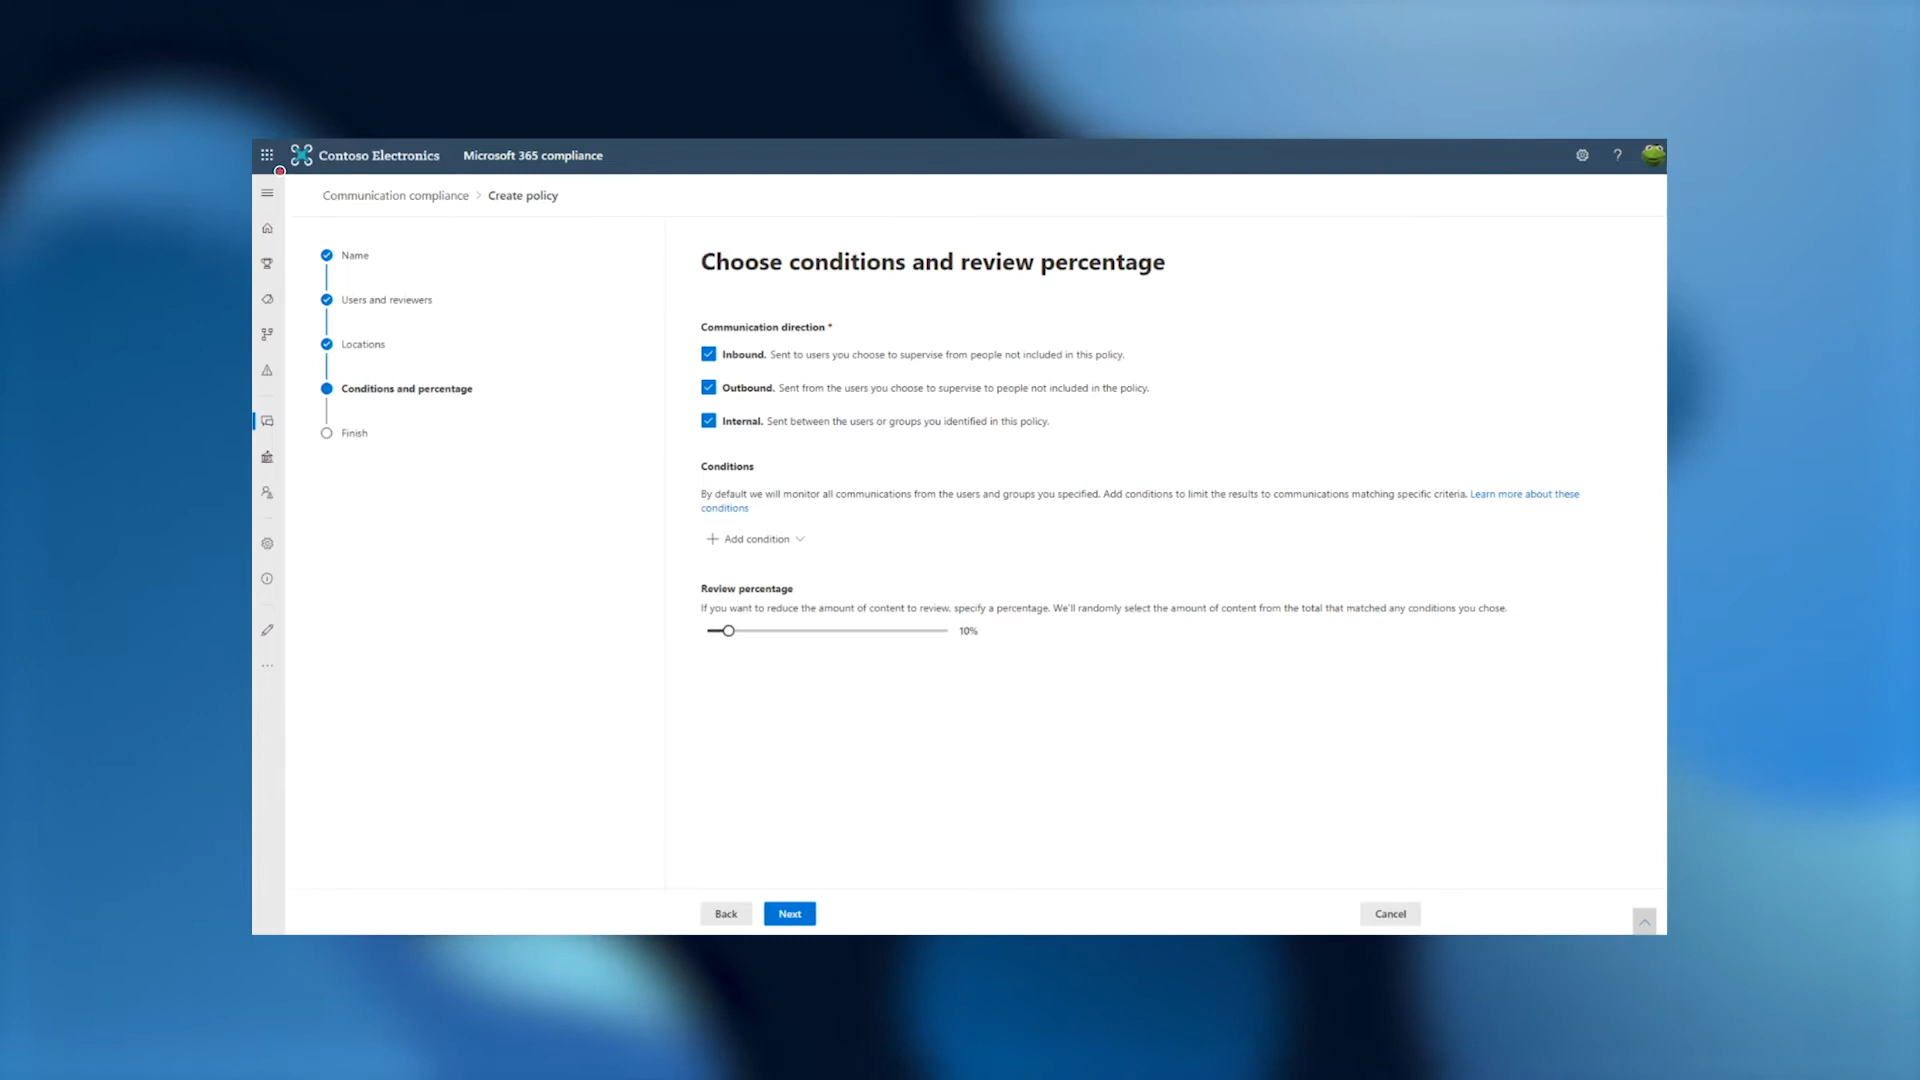 Contoso Electronics Microsoft 365 compliance ?
Communication compliance > Create policy
Name
Users and reviewers
Locations
Conditions and percentage
Finish
Choose conditions and review percentage
Communication direction *
Inbound. Sent to users you choose to supervise from people not included in this policy.
Outbound. Sent from the users you choose to supervise to people not included in the policy.
Internal. Sent between the users or groups you identified in this policy.
Conditions
By default we will monitor all communications from the users and groups you specified. Add conditions to limit the results to communications matching specific criteria. Learn more about these
conditions
+ Add condition
Review percentage
If you want to reduce the amount of content to review, specify a percentage. We'll randomly select the amount of content from the total that matched any conditions you chose.
10%
Back Next Cancel